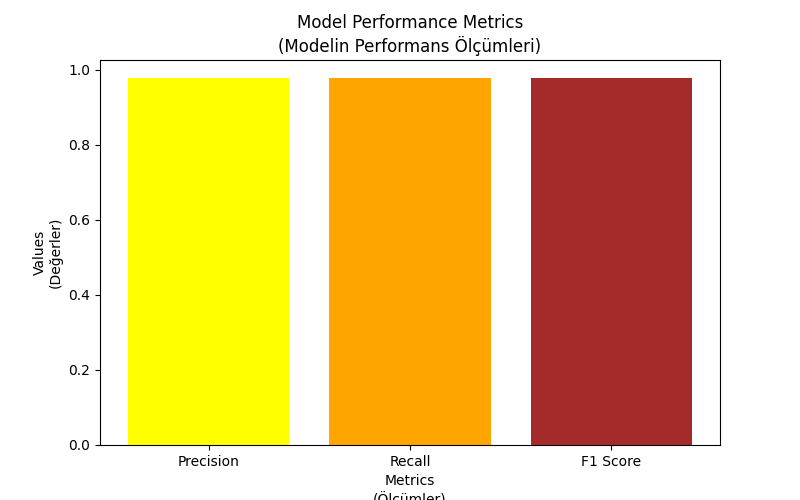 Model Performance Metrics
(Modelin Performans Ölçümleri)
Values
(Değerler)
1.0
0.8
0.6
0.4
0.2
0.0
Precision
Recall
F1 Score
Metrics
(Ölçümler)